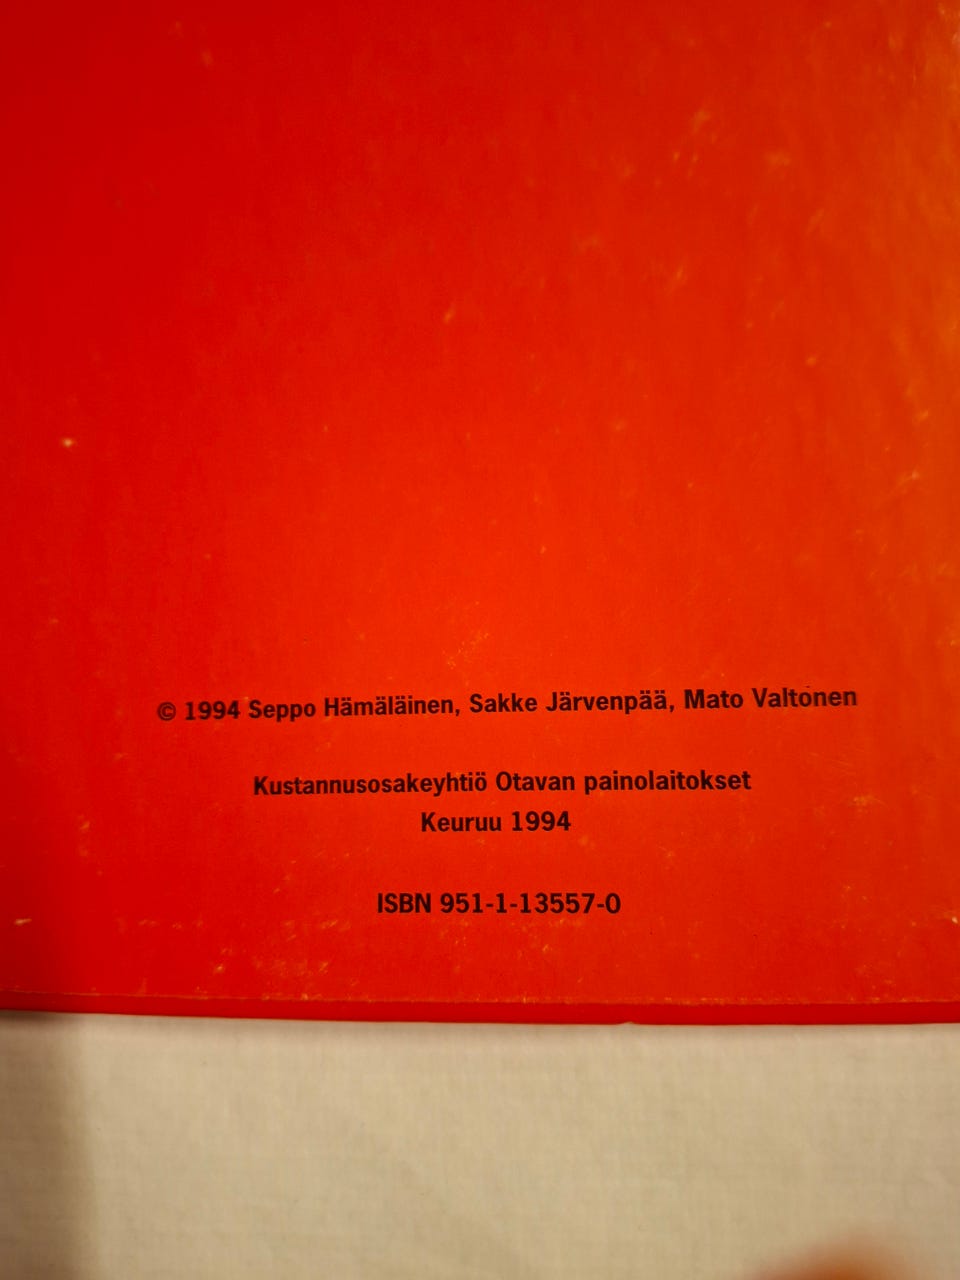 © 1994 Seppo Hämäläinen, Sakke Järvenpää, Mato Valtonen
Kustannusosakeyhtiö Otavan painolaitokset
Keuruu 1994
ISBN 951-1-13557-0